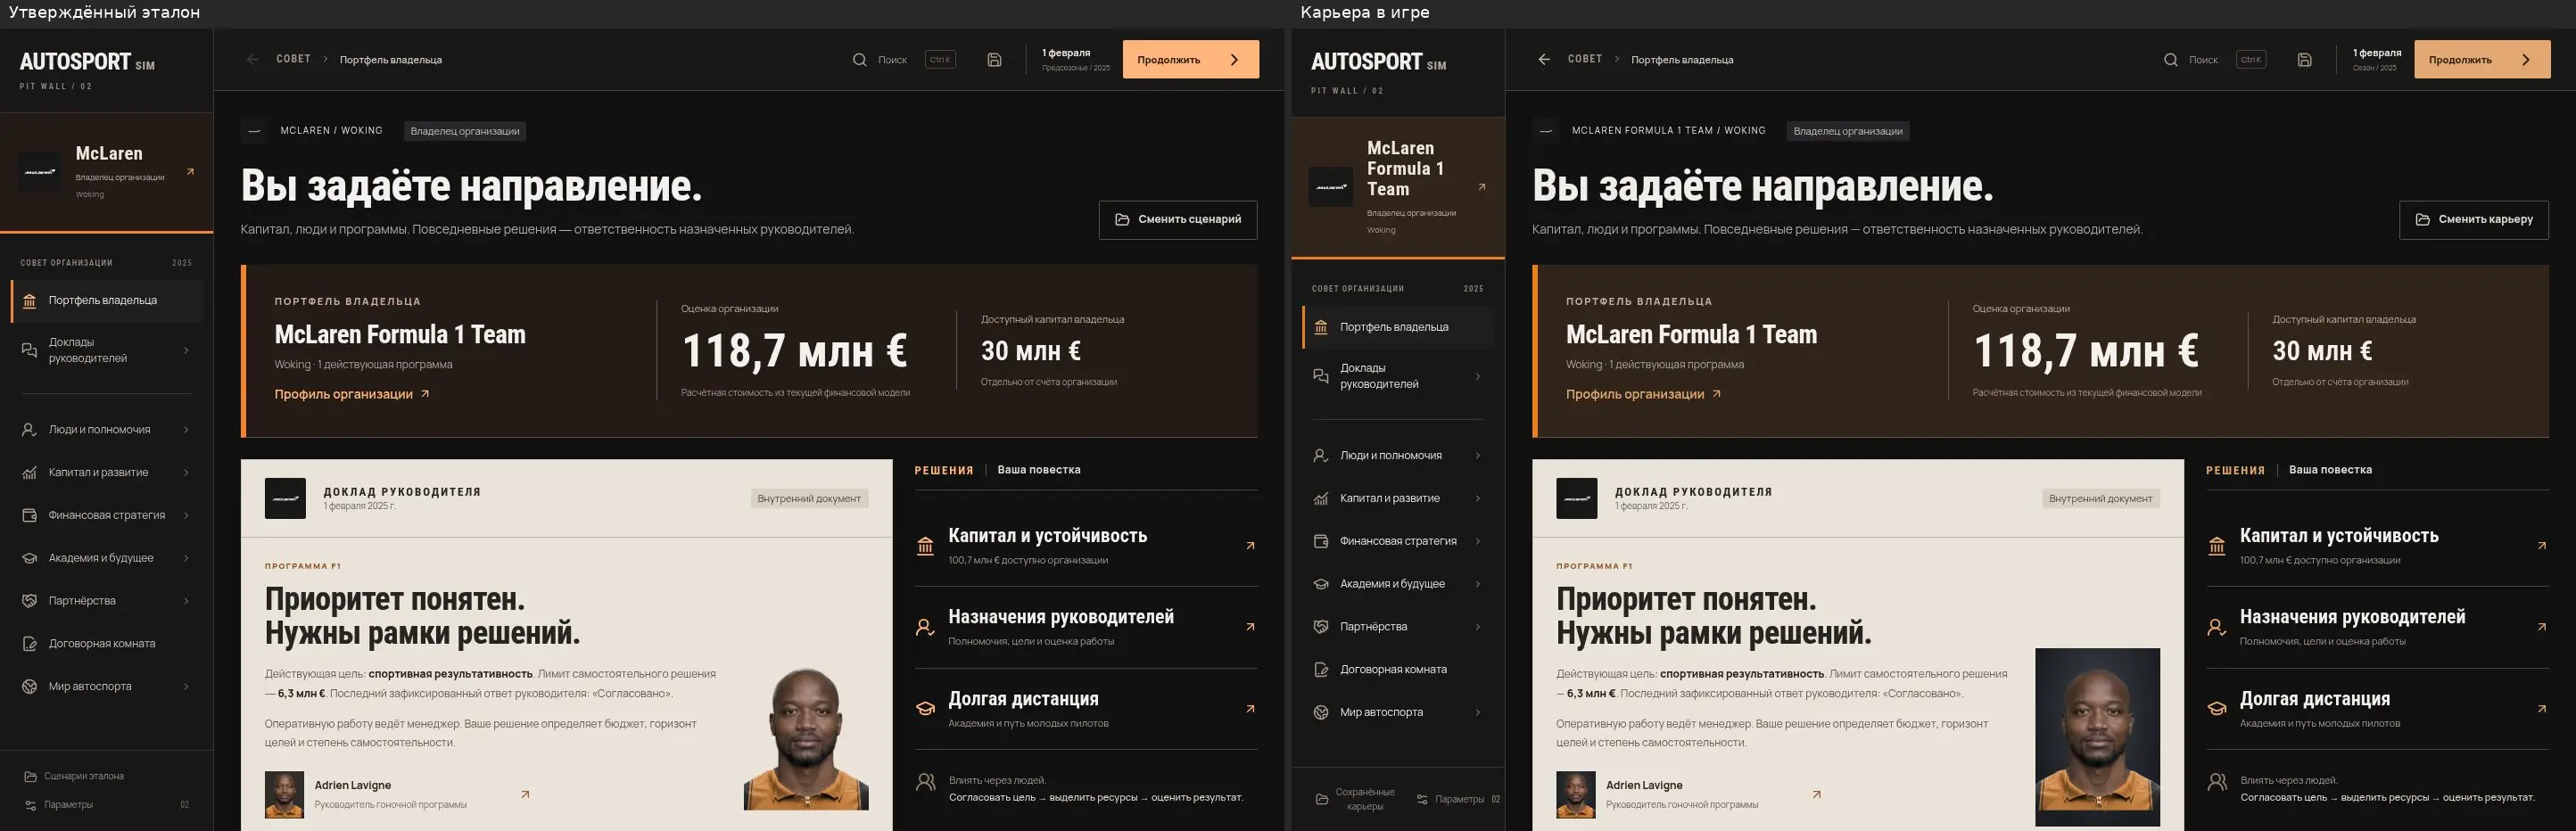 Утверждённый эталон
AUTOSPORT SIM
PIT WALL / 02
McLaren
Владелец организации
Woking
СОВЕТ ОРГАНИЗАЦИИ 2025
Портфель владельца
Доклады
руководителей
Люди и полномочия
Капитал и развитие
Финансовая стратегия
Академия и будущее
Партнёрства
Договорная комната
Мир автоспорта
Сценарии эталона
Параметры 02
СОВЕТ Портфель владельца
Поиск Ctrl K
1 февраля
Предсезонье / 2025
Продолжить
MCLAREN / WOKING Владелец организации
Вы задаёте направление.
Капитал, люди и программы. Повседневные решения — ответственность назначенных руководителей.
Сменить сценарий
ПОРТФЕЛЬ ВЛАДЕЛЬЦА
McLaren Formula 1 Team
Woking · 1 действующая программа
Профиль организации
Оценка организации
118,7 млн €
Расчётная стоимость из текущей финансовой модели
Доступный капитал владельца
30 млн €
Отдельно от счёта организации
ДОКЛАД РУКОВОДИТЕЛЯ
1 февраля 2025 г.
Внутренний документ
ПРОГРАММА F1
Приоритет понятен.
Нужны рамки решений.
Действующая цель: спортивная результативность. Лимит самостоятельного решения
— 6,3 млн €. Последний зафиксированный ответ руководителя: «Согласовано».
Оперативную работу ведёт менеджер. Ваше решение определяет бюджет, горизонт
целей и степень самостоятельности.
Adrien Lavigne
Руководитель гоночной программы
РЕШЕНИЯ Ваша повестка
Капитал и устойчивость
100,7 млн € доступно организации
Назначения руководителей
Полномочия, цели и оценка работы
Долгая дистанция
Академия и путь молодых пилотов
Влиять через людей.
Согласовать цель → выделить ресурсы → оценить результат.
Карьера в игре
AUTOSPORT SIM
PIT WALL / 02
McLaren
Formula 1
Team
Владелец организации
Woking
СОВЕТ ОРГАНИЗАЦИИ 2025
Портфель владельца
Доклады
руководителей
Люди и полномочия
Капитал и развитие
Финансовая стратегия
Академия и будущее
Партнёрства
Договорная комната
Мир автоспорта
Сохранённые
карьеры
Параметры 02
СОВЕТ Портфель владельца
Поиск Ctrl K
1 февраля
Сезон / 2025
Продолжить
MCLAREN FORMULA 1 TEAM / WOKING Владелец организации
Вы задаёте направление.
Капитал, люди и программы. Повседневные решения — ответственность назначенных руководителей.
Сменить карьеру
ПОРТФЕЛЬ ВЛАДЕЛЬЦА
McLaren Formula 1 Team
Woking · 1 действующая программа
Профиль организации
Оценка организации
118,7 млн €
Расчётная стоимость из текущей финансовой модели
Доступный капитал владельца
30 млн €
Отдельно от счёта организации
ДОКЛАД РУКОВОДИТЕЛЯ
1 февраля 2025 г.
Внутренний документ
ПРОГРАММА F1
Приоритет понятен.
Нужны рамки решений.
Действующая цель: спортивная результативность. Лимит самостоятельного решения
— 6,3 млн €. Последний зафиксированный ответ руководителя: «Согласовано».
Оперативную работу ведёт менеджер. Ваше решение определяет бюджет, горизонт
целей и степень самостоятельности.
Adrien Lavigne
Руководитель гоночной программы
РЕШЕНИЯ Ваша повестка
Капитал и устойчивость
100,7 млн € доступно организации
Назначения руководителей
Полномочия, цели и оценка работы
Долгая дистанция
Академия и путь молодых пилотов
Влиять через людей.
Согласовать цель → выделить ресурсы → оценить результат.